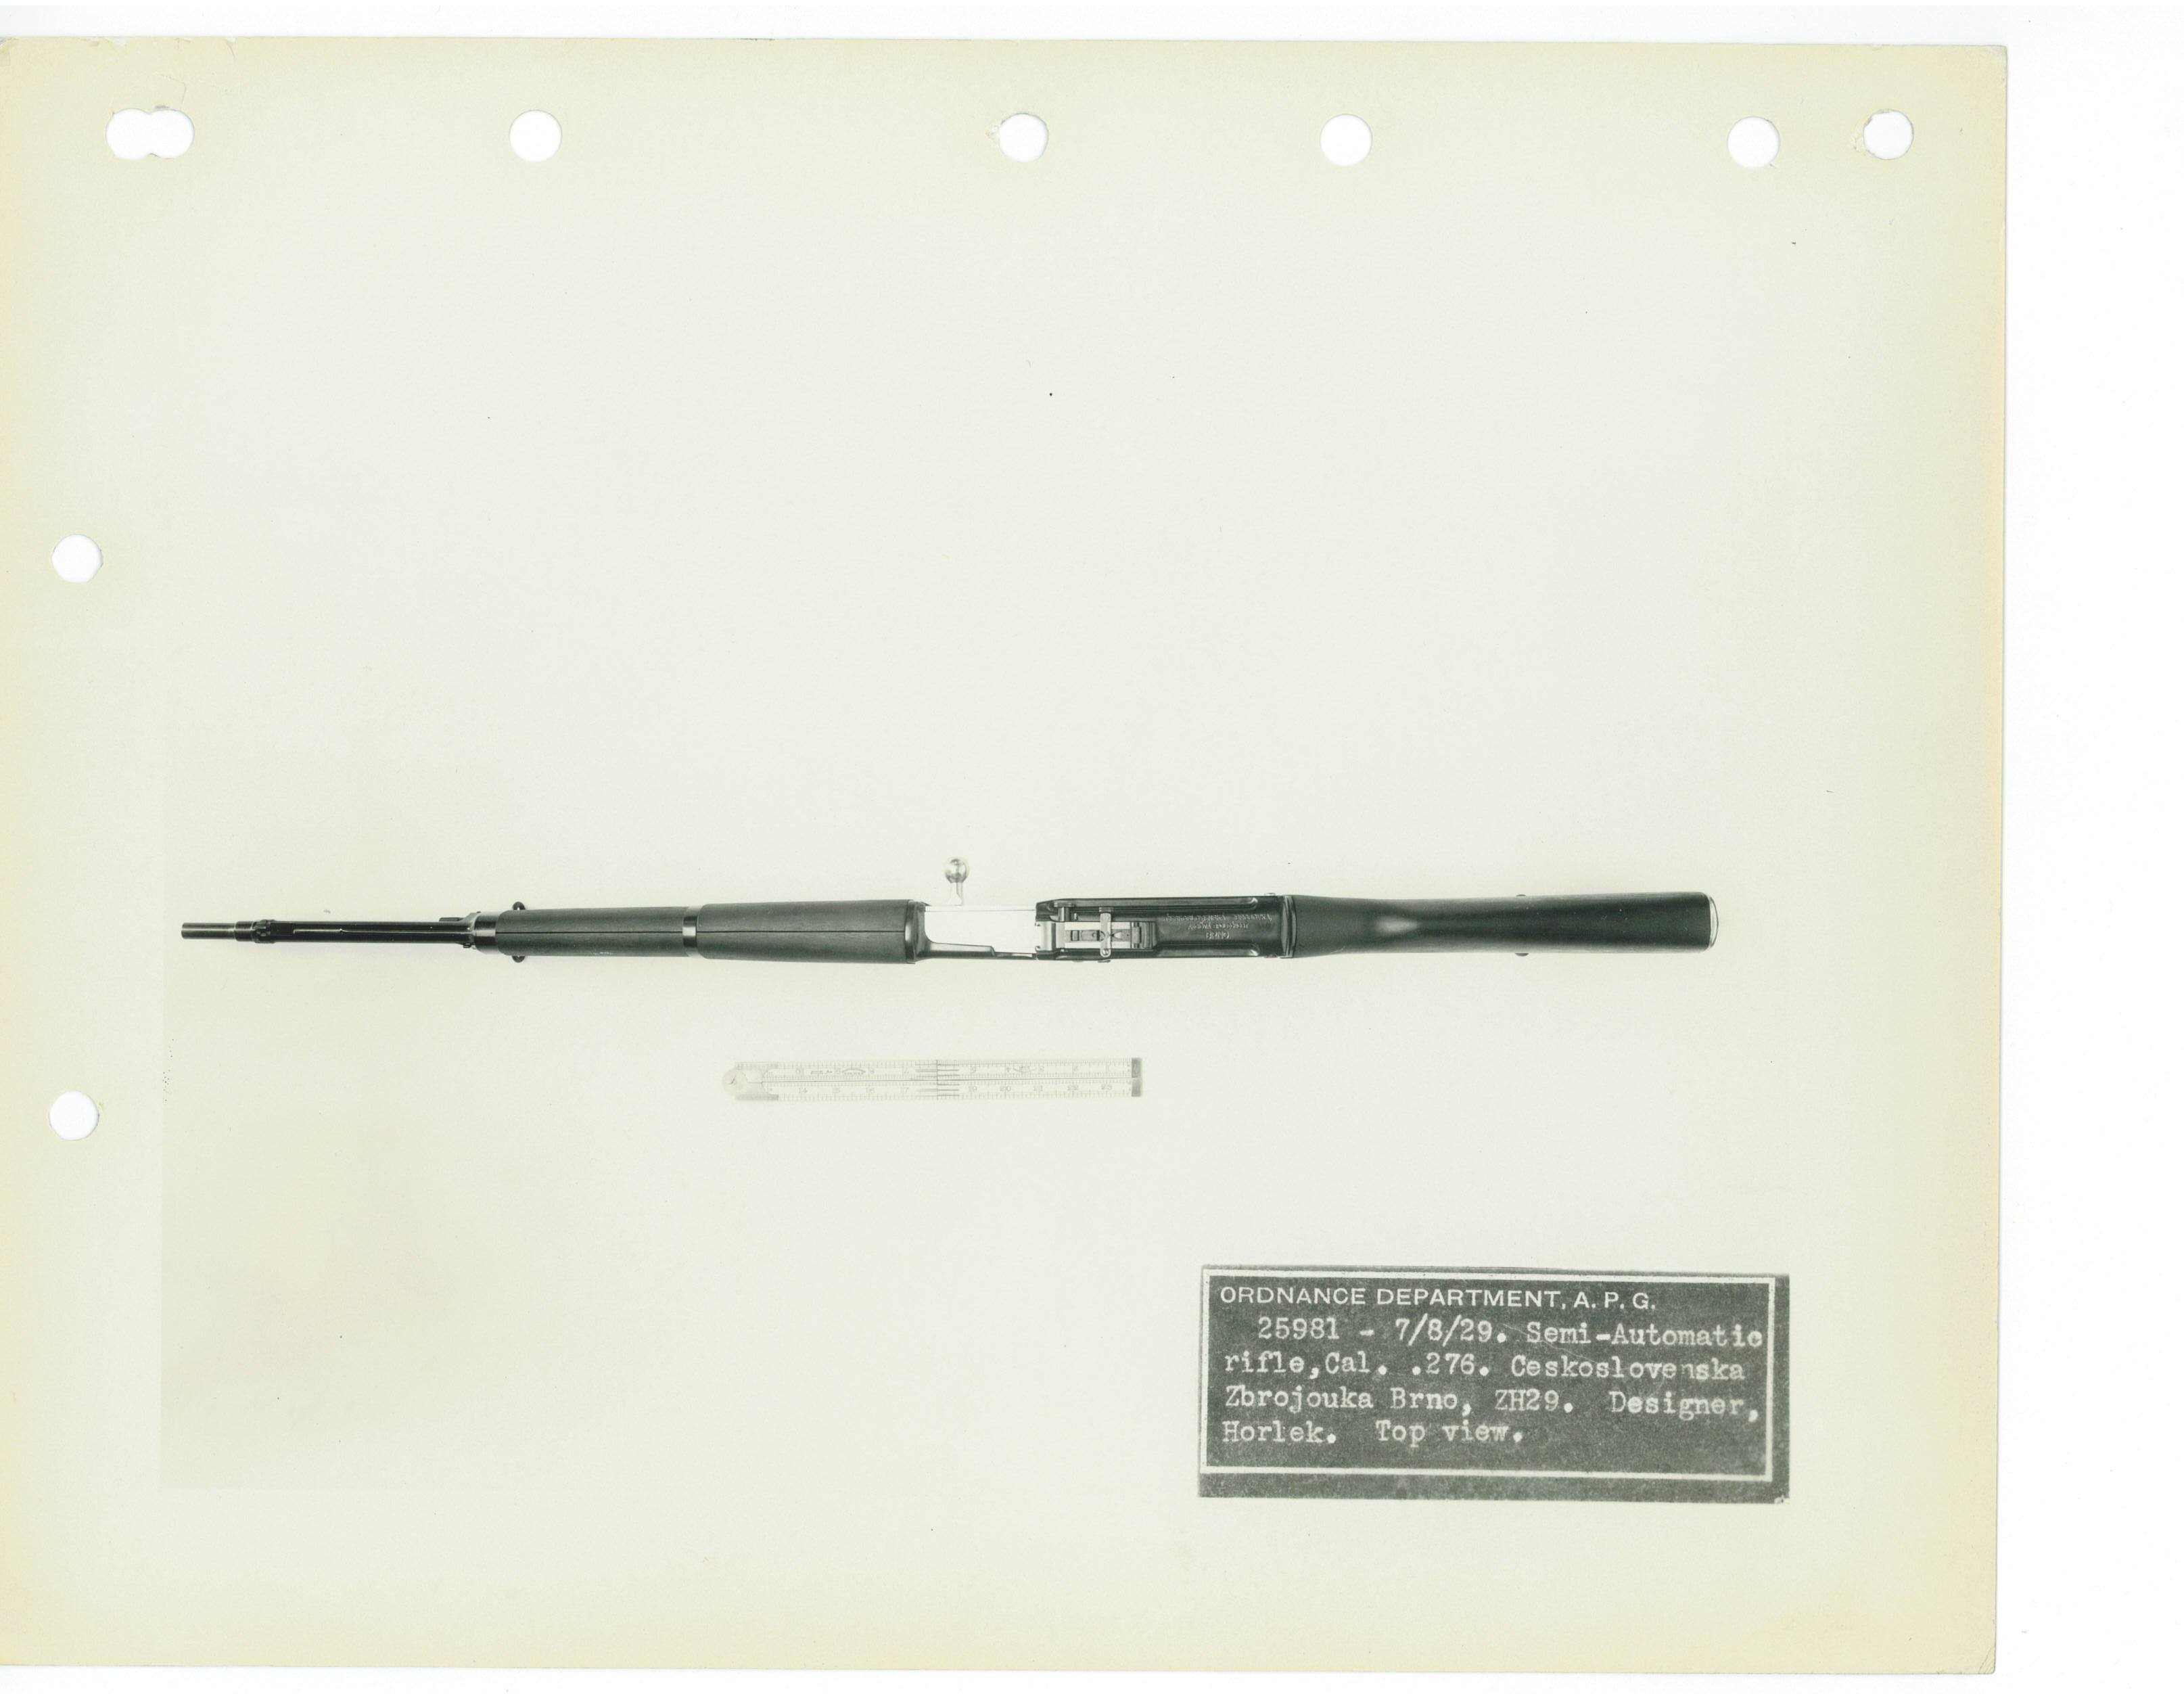 ORDNANCE DEPARTMENT, A. P. G.
25981 - 7/8/29. Semi-Automatic
rifle,Cal. .276. Ceskoslovenska
Zbrojouka Brno, ZH29. Designer,
Horlek. Top view.